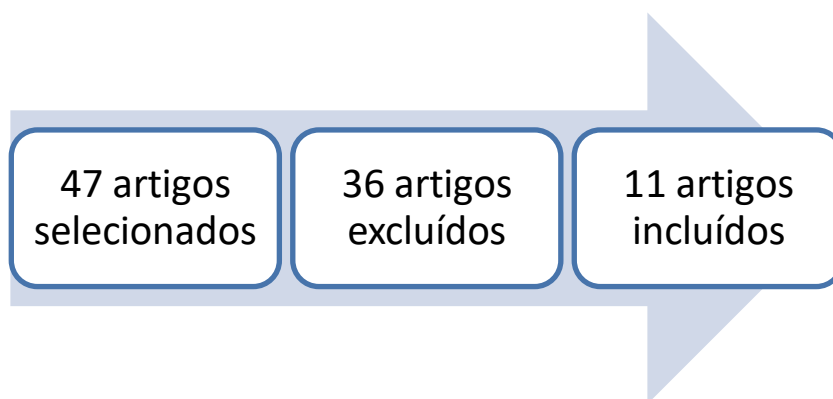 47 artigos
selecionados
36 artigos
excluídos
11 artigos
incluídos